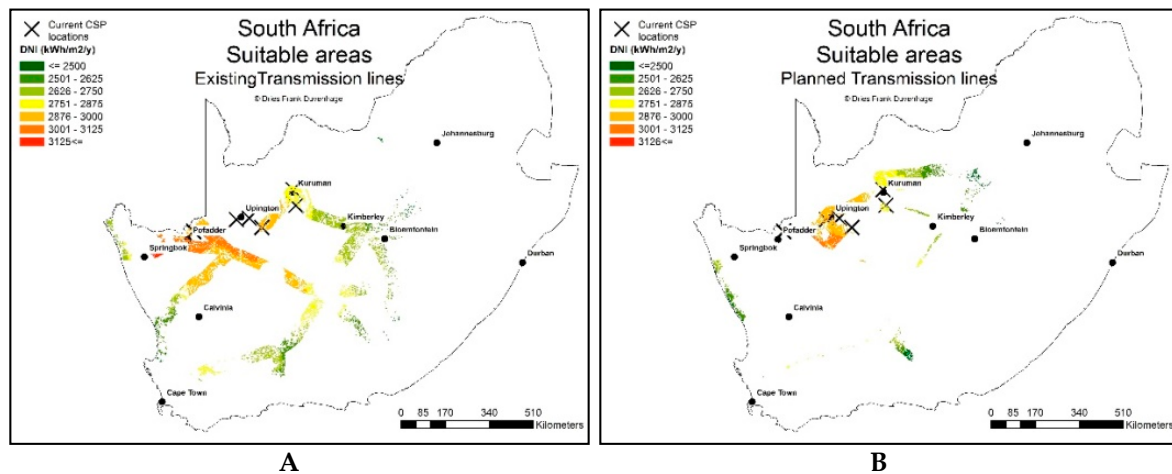 Current CSP
locations
DNI (kWh/m2/y)
<= 2500
2501 - 2625
2626 - 2750
2751 - 2875
2876 - 3000
3001 - 3125
3125<=
South Africa
Suitable areas
ExistingTransmission lines
© Dries Frank Duvenhage
Johannesburg
Kuruman
Upington
Kimberley
Pofadder
Bloemfontein
Springbok
Durban
Calvinia
Cape Town
0 85 170 340 510
Kilometers
A
Current CSP
locations
DNI (kWh/m2/y)
<=2500
2501 - 2625
2626 - 2750
2751 - 2875
2876 - 3000
3001 - 3125
3126<=
South Africa
Suitable areas
Planned Transmission lines
© Dries Frank Duvenhage
Johannesburg
Kuruman
Upington
Kimberley
Pofadder
Bloemfontein
Springbok
Durban
Calvinia
Cape Town
0 85 170 340 510
Kilometers
B